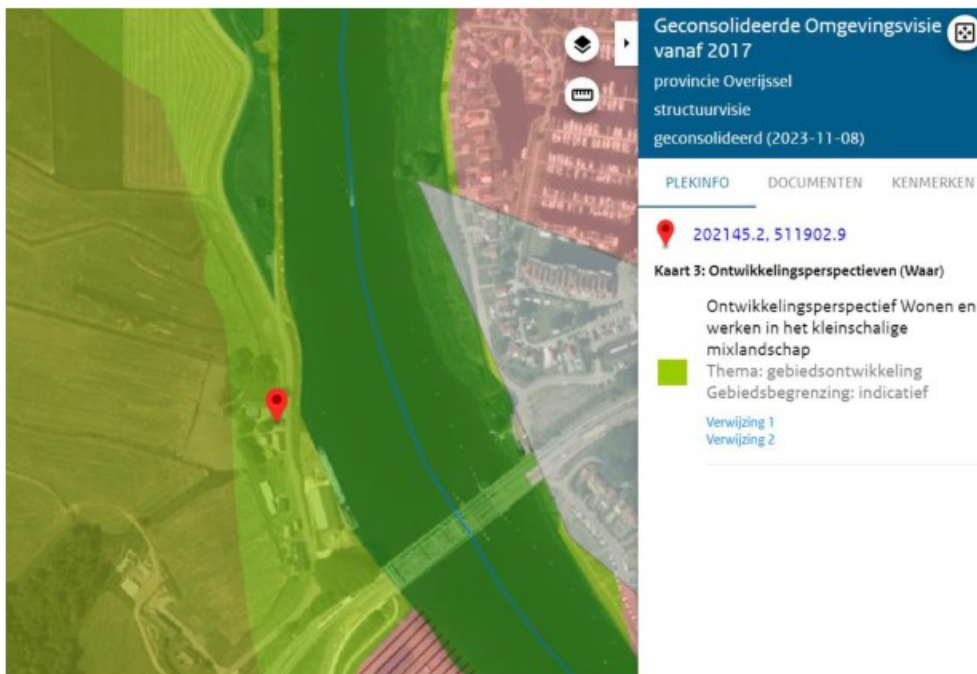 Geconsolideerde Omgevingsvisie
vanaf 2017
provincie Overijssel
structuurvisie
geconsolideerd (2023-11-08)
PLEKINFO DOCUMENTEN KENMERKEN
202145.2, 511902.9
Kaart 3: Ontwikkelingsperspectieven (Waar)
Ontwikkelingsperspectief Wonen en
werken in het kleinschalige
mixlandschap
Thema: gebiedsontwikkeling
Gebiedsbegrenzing: indicatief
Verwijzing 1
Verwijzing 2